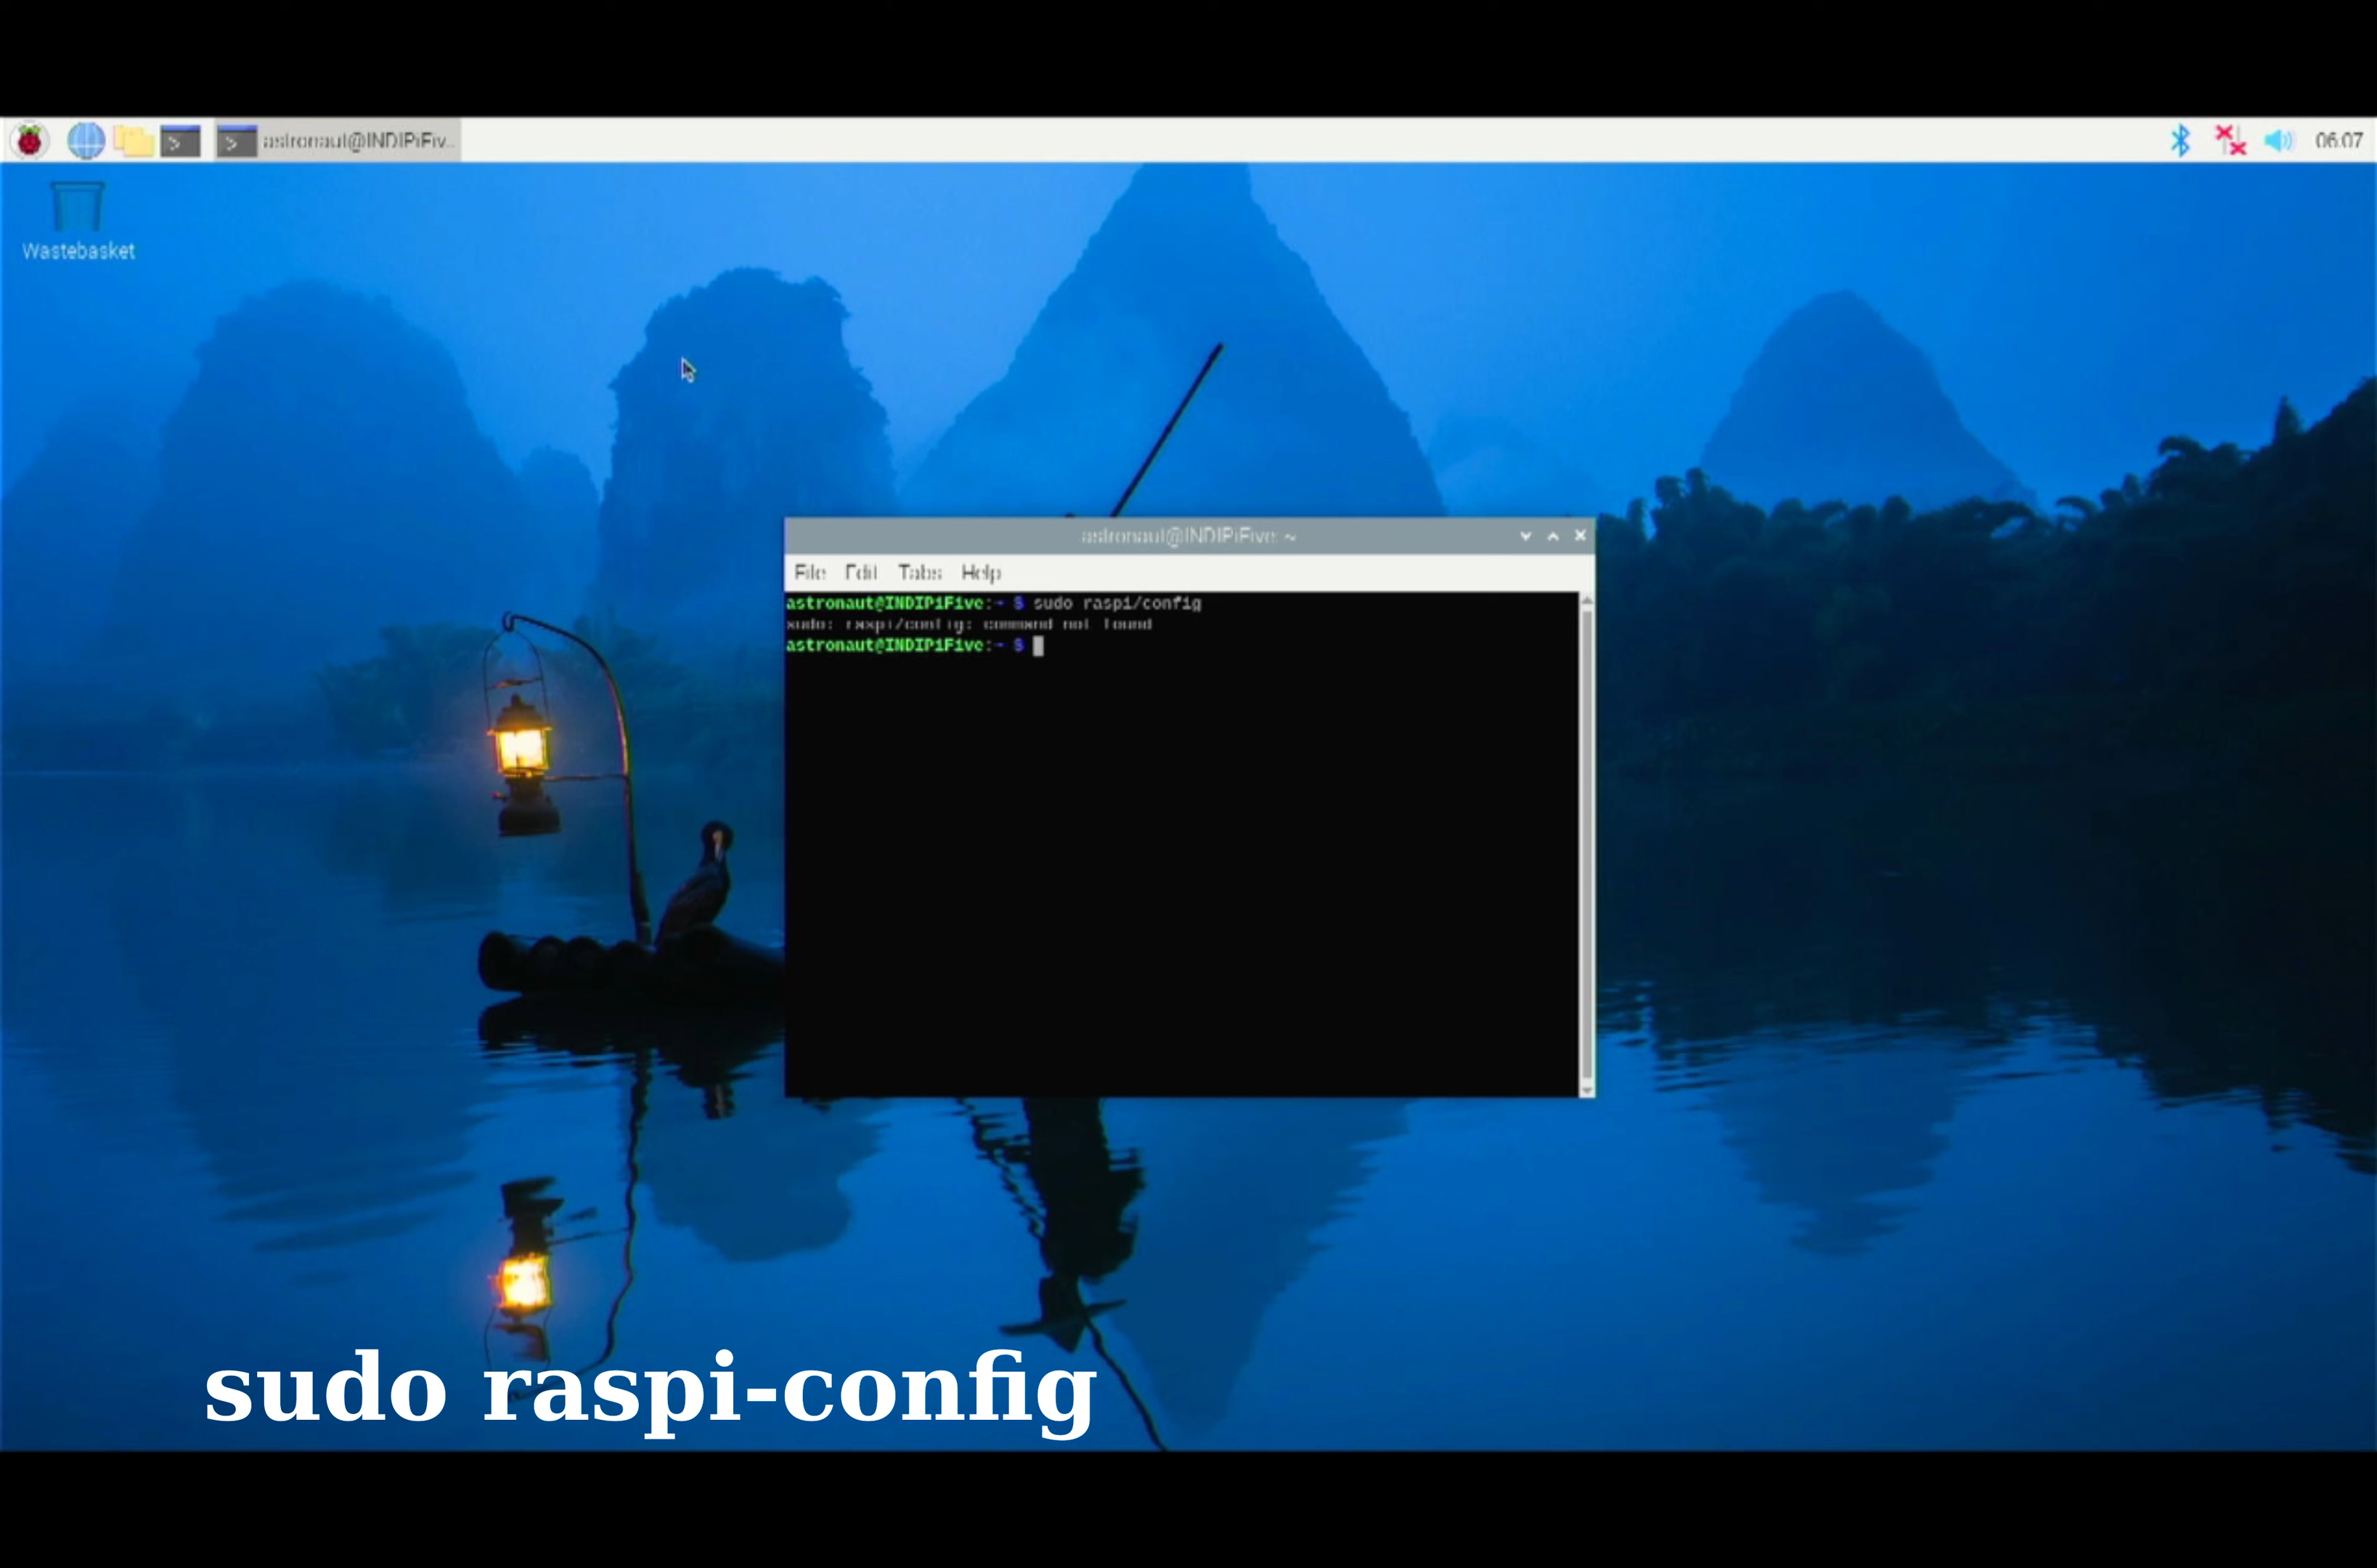 astronaut@INDIPiFiv..
06:07
Wastebasket
astronaut@INDIPiFive: ~
File Edit Tabs Help
astronaut@INDIPiFive:~ $ sudo raspi/config
sudo: raspi/config: command not found
astronaut@INDIPiFive:~ $
sudo raspi-config